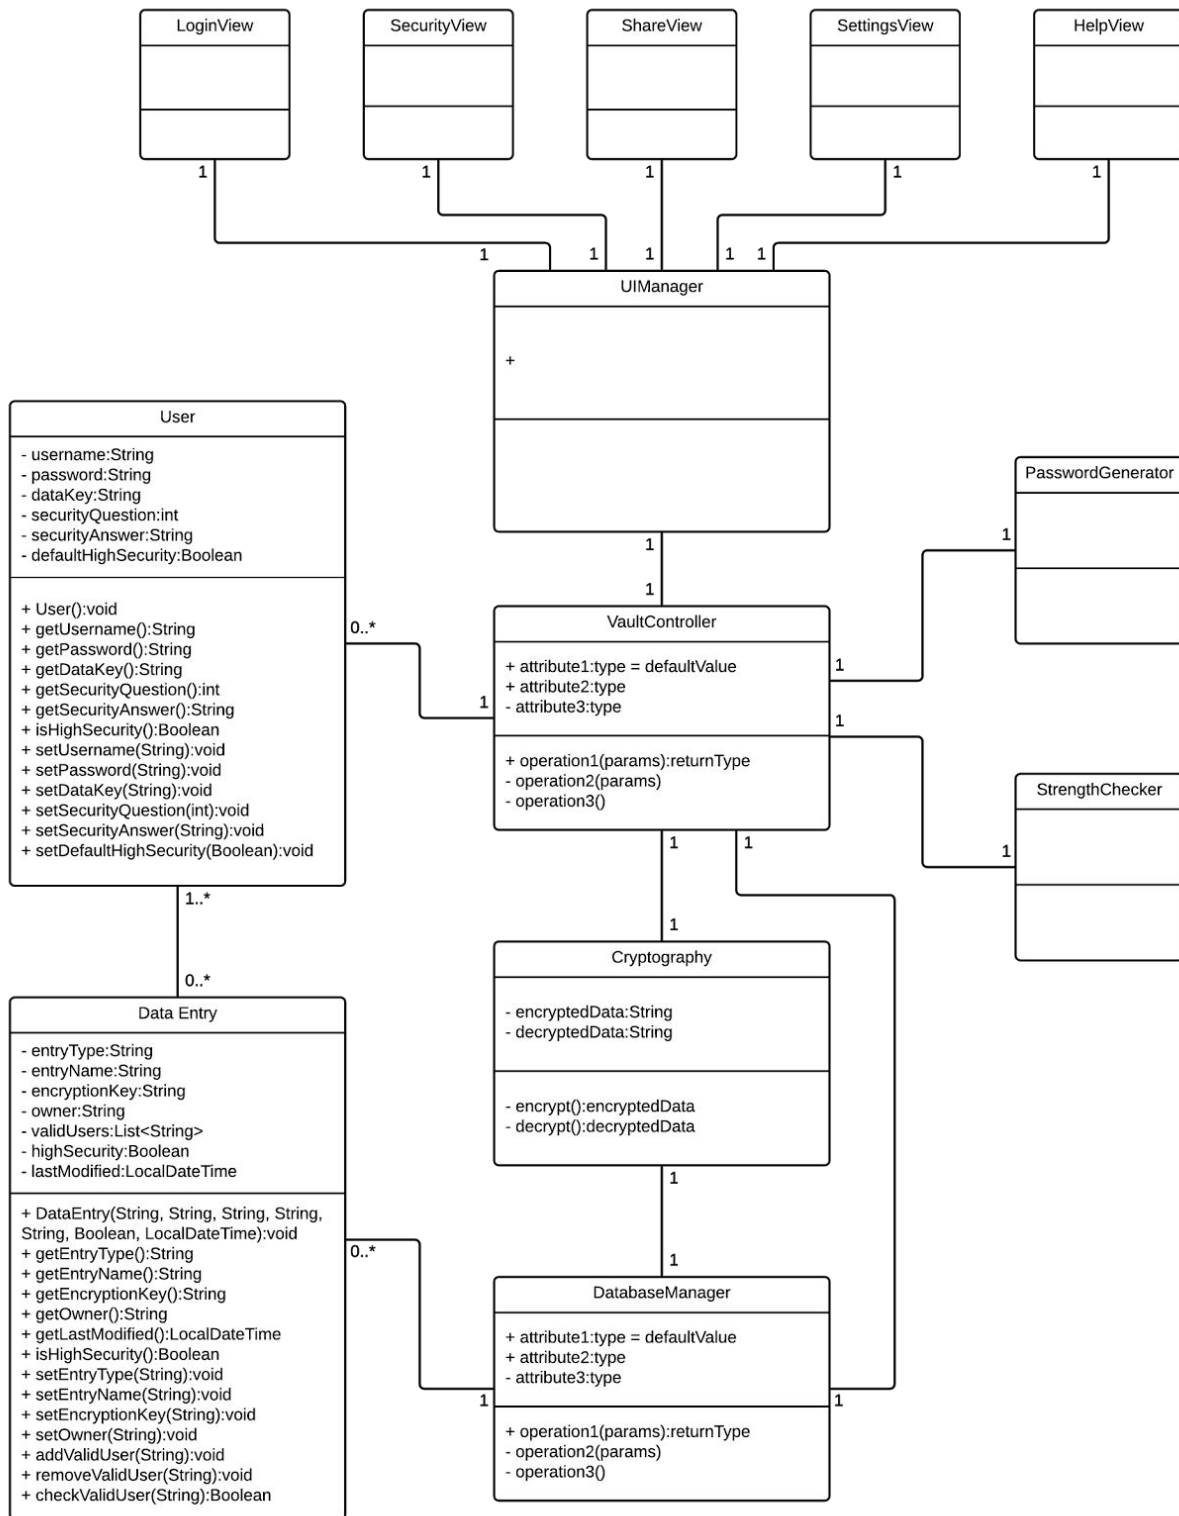 LoginView
SecurityView
ShareView
SettingsView
HelpView
1
1
1
1
1
1
1
1
1
1
UIManager
+
1
1
User
- username:String
- password:String
- dataKey:String
- securityQuestion:int
- securityAnswer:String
- defaultHighSecurity:Boolean
+ User():void
+ getUsername():String
+ getPassword():String
+ getDataKey():String
+ getSecurityQuestion():int
+ getSecurityAnswer():String
+ isHighSecurity():Boolean
+ setUsername(String):void
+ setPassword(String):void
+ setDataKey(String):void
+ setSecurityQuestion(int):void
+ setSecurityAnswer(String):void
+ setDefaultHighSecurity(Boolean):void
0..*
1
1..*
0..*
VaultController
+ attribute1:type = defaultValue
+ attribute2:type
- attribute3:type
+ operation1(params):returnType
- operation2(params)
- operation3()
1
1
PasswordGenerator
1
1
StrengthChecker
1
1
1
Cryptography
- encryptedData:String
- decryptedData:String
- encrypt():encryptedData
- decrypt():decryptedData
1
1
Data Entry
- entryType:String
- entryName:String
- encryptionKey:String
- owner:String
- validUsers:List<String>
- highSecurity:Boolean
- lastModified:LocalDateTime
+ DataEntry(String, String, String, String,
String, Boolean, LocalDateTime):void
+ getEntryType():String
+ getEntryName():String
+ getEncryptionKey():String
+ getOwner():String
+ getLastModified():LocalDateTime
+ isHighSecurity():Boolean
+ setEntryType(String):void
+ setEntryName(String):void
+ setEncryptionKey(String):void
+ setOwner(String):void
+ addValidUser(String):void
+ removeValidUser(String):void
+ checkValidUser(String):Boolean
0..*
1
DatabaseManager
+ attribute1:type = defaultValue
+ attribute2:type
- attribute3:type
+ operation1(params):returnType
- operation2(params)
- operation3()
1